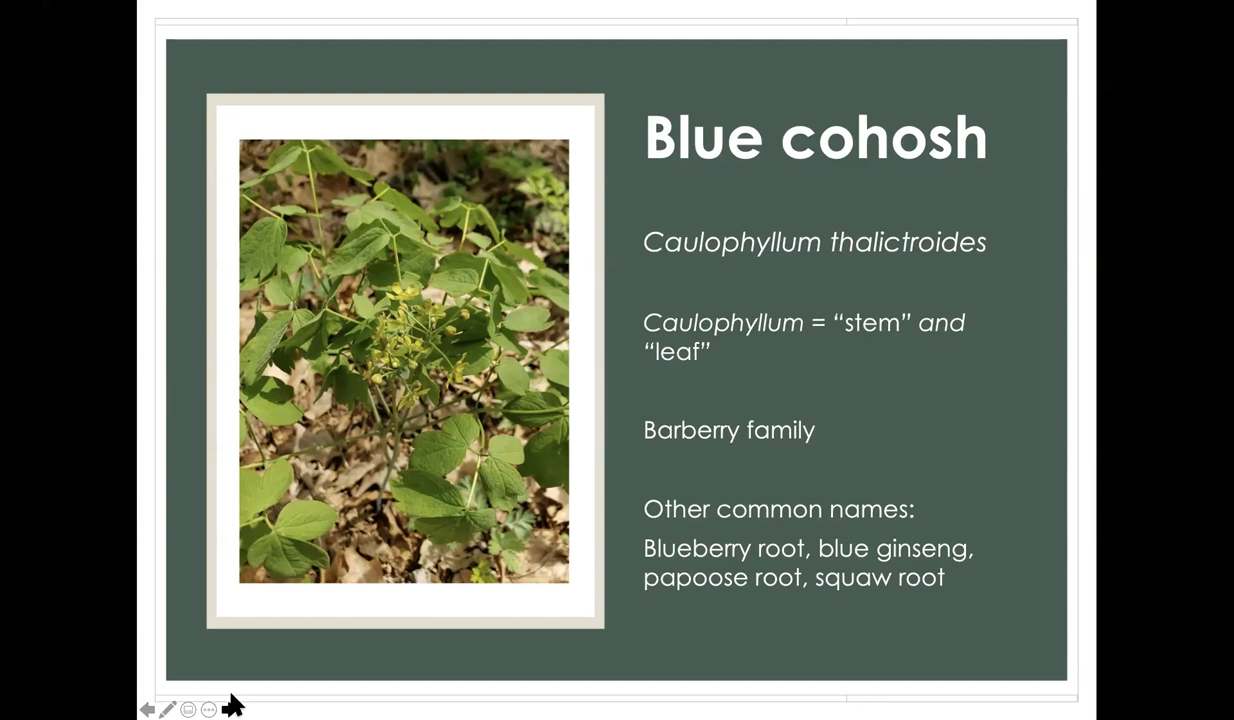 Blue cohosh
Caulophyllum thalictroides
Caulophyllum = “stem” and
“leaf”
Barberry family
Other common names:
Blueberry root, blue ginseng,
papoose root, squaw root